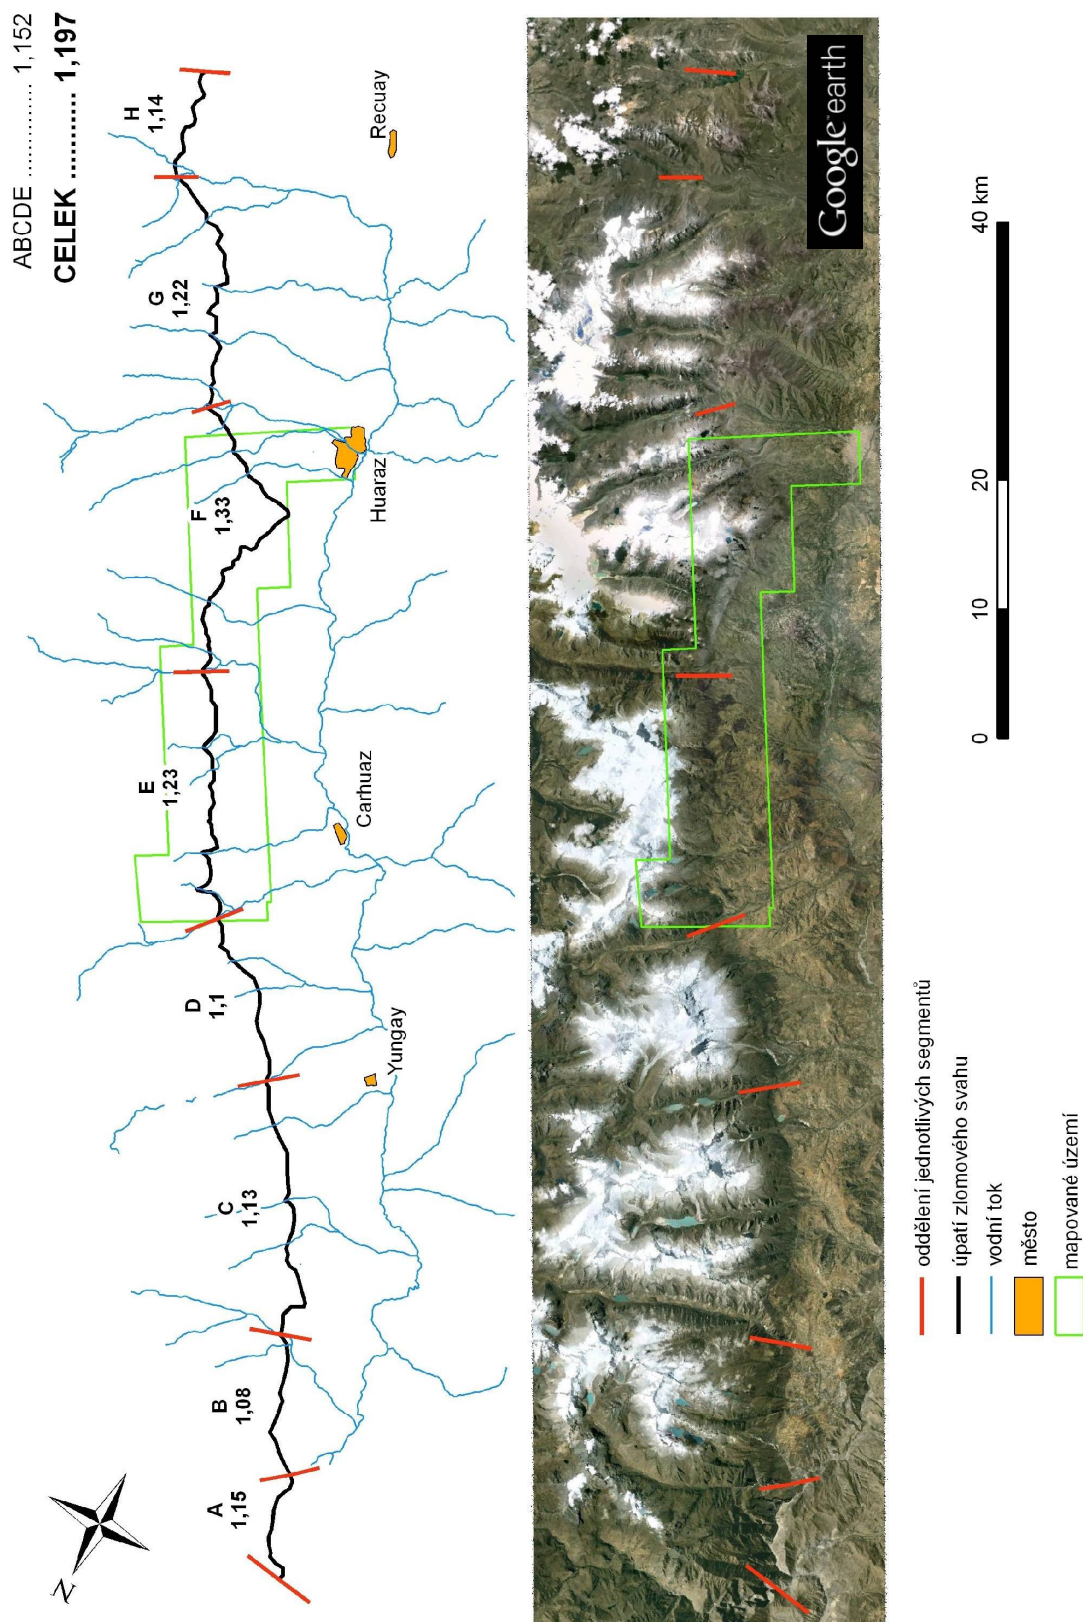 ABCDE ................ 1,152
CELEK ........... 1,197
A
1,15
B
1,08
C
1,13
D
1,1
E
1,23
F
1,33
G
1,22
H
1,14
N
Yungay
Carhuaz
Huaraz
Recuay
Google earth
0
10
20
40 km
oddělení jednotlivých segmentů
úpatí zlomového svahu
vodní tok
město
mapované území